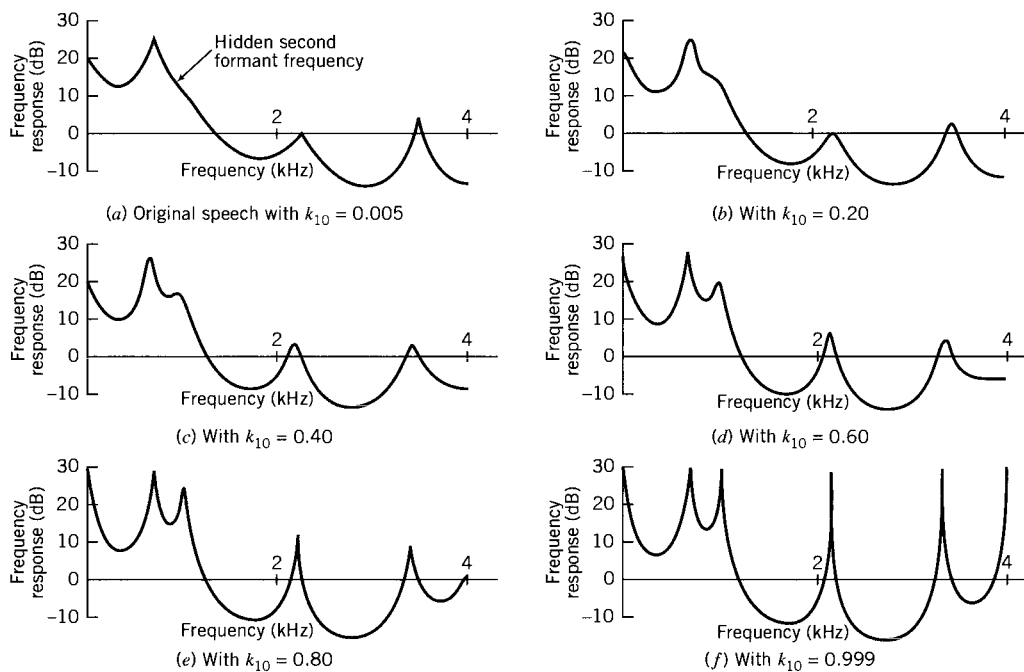 30
20
10
0
−10
Frequency
response (dB)
Hidden second
formant frequency
2
4
Frequency (kHz)
(a) Original speech with k10 = 0.005
30
20
10
0
−10
Frequency
response (dB)
2
4
Frequency (kHz)
(b) With k10 = 0.20
30
20
10
0
−10
Frequency
response (dB)
2
4
Frequency (kHz)
(c) With k10 = 0.40
30
20
10
0
−10
Frequency
response (dB)
2
4
Frequency (kHz)
(d) With k10 = 0.60
30
20
10
0
−10
Frequency
response (dB)
2
4
Frequency (kHz)
(e) With k10 = 0.80
30
20
10
0
−10
Frequency
response (dB)
2
4
Frequency (kHz)
(f) With k10 = 0.999